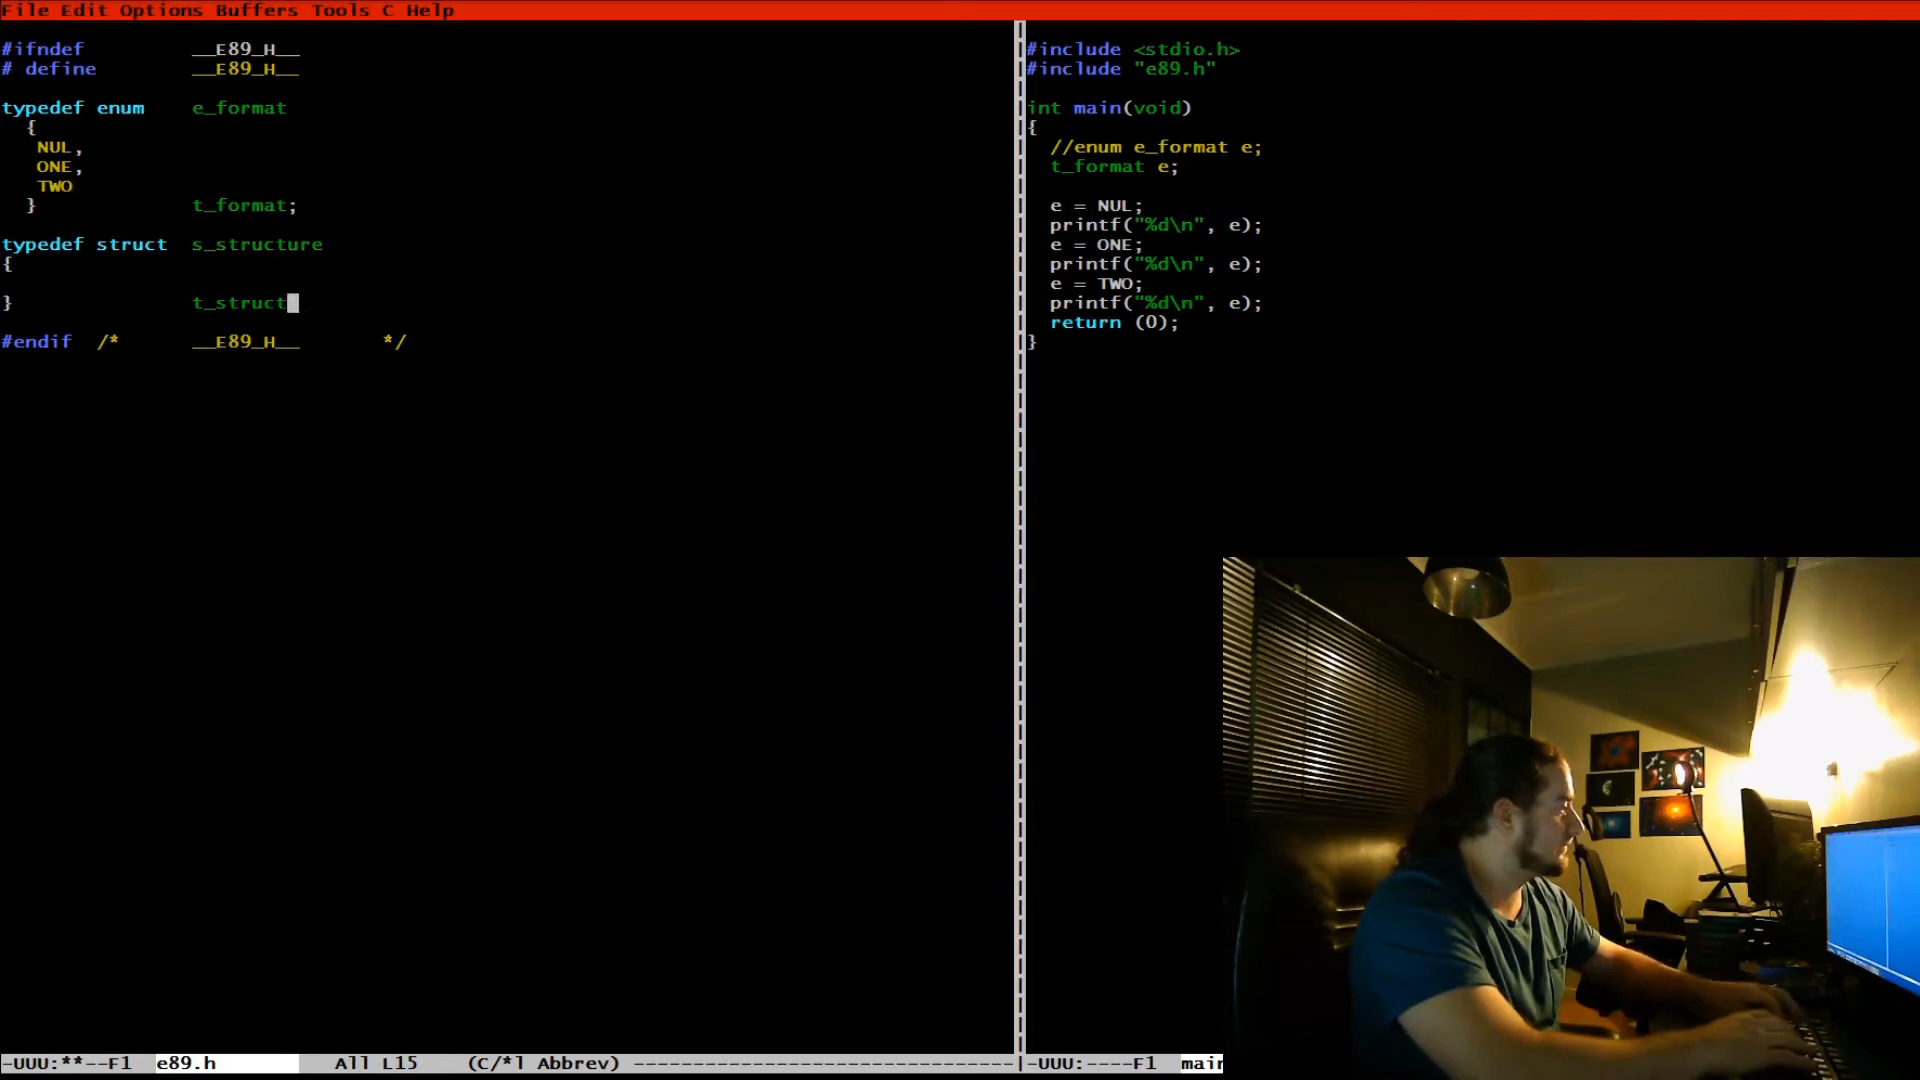 File Edit Options Buffers Tools C Help
#ifndef __E89_H__
# define __E89_H__
typedef enum e_format
{
NUL,
ONE,
TWO
} t_format;
typedef struct s_structure
{
} t_struct
#endif /* __E89_H__ */
-UUU:**--F1 e89.h All L15 (C/*l Abbrev) --------------------------------
#include <stdio.h>
#include "e89.h"
int main(void)
{
//enum e_format e;
t_format e;
e = NUL;
printf("%d\n", e);
e = ONE;
printf("%d\n", e);
e = TWO;
printf("%d\n", e);
return (0);
}
-UUU:----F1 main